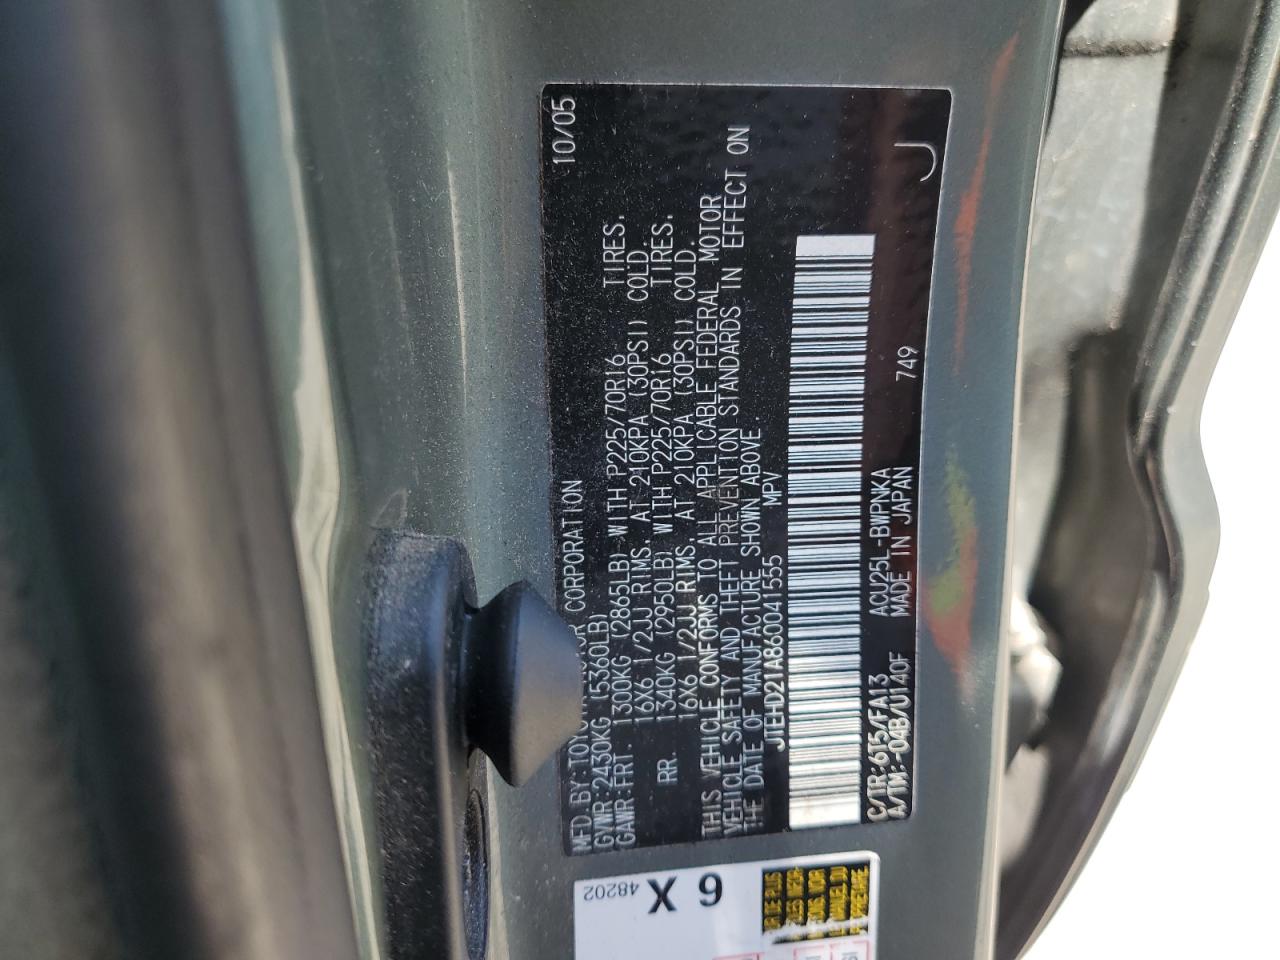 MFD. BY: CORPORATION 10/05
GVWR: 2430KG (5360LB)
GAWR: FRT. 1300KG (2865LB) WITH P225/70R16 TIRES.
16X6 1/2JJ RIMS, AT 210KPA (30PSI) COLD.
RR. 1340KG (2950LB) WITH P225/70R16 TIRES.
16X6 1/2JJ RIMS, AT 210KPA (30PSI) COLD.
THIS VEHICLE CONFORMS TO ALL APPLICABLE FEDERAL MOTOR
VEHICLE SAFETY AND THEFT PREVENTION STANDARDS IN EFFECT ON
THE DATE OF MANUFACTURE SHOWN ABOVE.
JTEHD21A860041555 MPV
C/TR: 6T5/FA13 ACU25L-BWPNKA
A/TM: -04B/U140F MADE IN JAPAN 749 J
48202
6 X